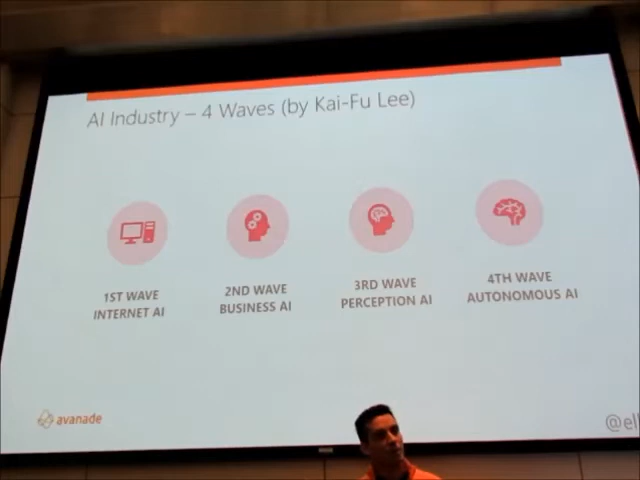 AI Industry – 4 Waves (by Kai-Fu Lee)
1ST WAVE
INTERNET AI
2ND WAVE
BUSINESS AI
3RD WAVE
PERCEPTION AI
4TH WAVE
AUTONOMOUS AI
avanade
@ell